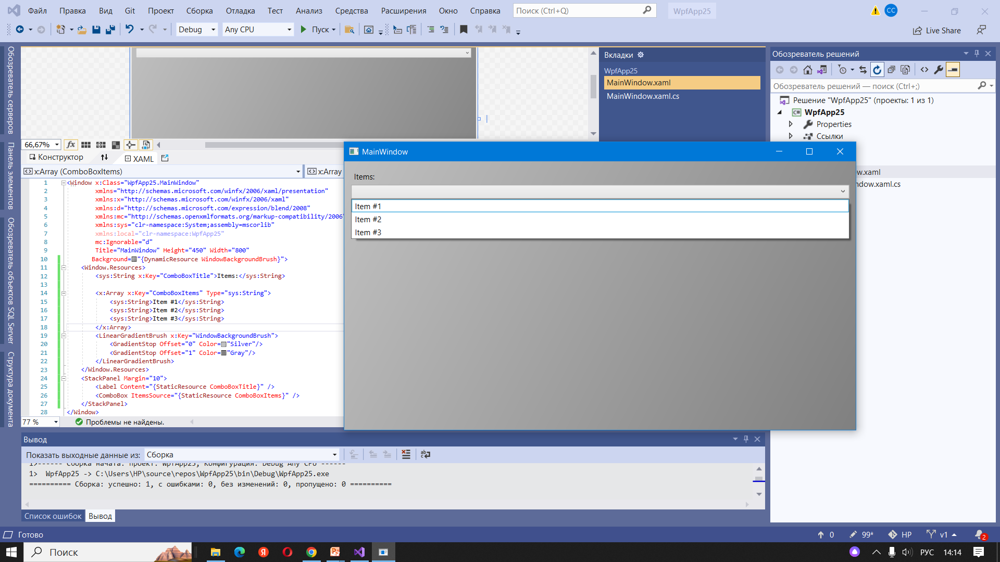 Файл Правка Вид Git Проект Сборка Отладка Тест Анализ Средства Расширения Окно Справка Поиск (Ctrl+Q) WpfApp25 CC
Debug Any CPU Пуск Live Share
Обозреватель серверов
Панель элементов
Обозреватель объектов SQL Server
Структура документа
Вкладки
WpfApp25
MainWindow.xaml
MainWindow.xaml.cs
Обозреватель решений
Обозреватель решений — поиск (Ctrl+;)
Решение "WpfApp25" (проекты: 1 из 1)
C# WpfApp25
Properties
Ссылки
w.xaml
ndow.xaml.cs
66,67% fx
Конструктор XAML
x:Array (ComboBoxItems) x:Array
1 <Window x:Class="WpfApp25.MainWindow"
2 xmlns="http://schemas.microsoft.com/winfx/2006/xaml/presentation"
3 xmlns:x="http://schemas.microsoft.com/winfx/2006/xaml"
4 xmlns:d="http://schemas.microsoft.com/expression/blend/2008"
5 xmlns:mc="http://schemas.openxmlformats.org/markup-compatibility/2006"
6 xmlns:sys="clr-namespace:System;assembly=mscorlib"
7 xmlns:local="clr-namespace:WpfApp25"
8 mc:Ignorable="d"
9 Title="MainWindow" Height="450" Width="800"
10 Background="{DynamicResource WindowBackgroundBrush}">
11 <Window.Resources>
12 <sys:String x:Key="ComboBoxTitle">Items:</sys:String>
13
14 <x:Array x:Key="ComboBoxItems" Type="sys:String">
15 <sys:String>Item #1</sys:String>
16 <sys:String>Item #2</sys:String>
17 <sys:String>Item #3</sys:String>
18 </x:Array>
19 <LinearGradientBrush x:Key="WindowBackgroundBrush">
20 <GradientStop Offset="0" Color="Silver"/>
21 <GradientStop Offset="1" Color="Gray"/>
22 </LinearGradientBrush>
23 </Window.Resources>
24 <StackPanel Margin="10">
25 <Label Content="{StaticResource ComboBoxTitle}" />
26 <ComboBox ItemsSource="{StaticResource ComboBoxItems}" />
27 </StackPanel>
28 </Window>
77 % Проблемы не найдены.
MainWindow
Items:
Item #1
Item #2
Item #3
Вывод
Показать выходные данные из: Сборка
1>------ Сборка начата: проект: WpfApp25, Конфигурация: Debug Any CPU ------
1> WpfApp25 -> C:\Users\HP\source\repos\WpfApp25\bin\Debug\WpfApp25.exe
========== Сборка: успешно: 1, с ошибками: 0, без изменений: 0, пропущено: 0 ==========
Список ошибок Вывод
Готово 0 99* HP v1 2
Поиск РУС 14:14